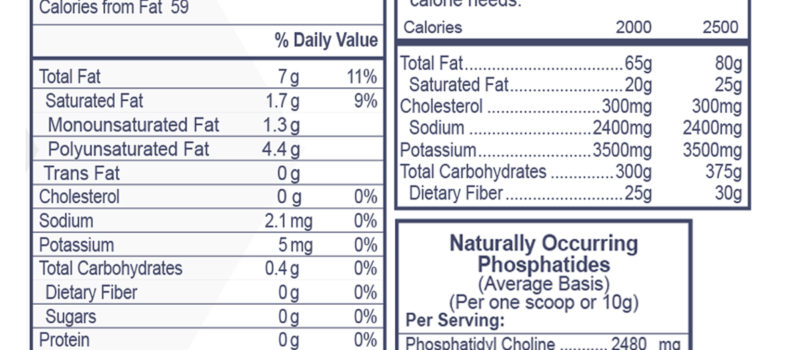 Calories from Fat 59
% Daily Value
Total Fat 7 g 11%
Saturated Fat 1.7 g 9%
Monounsaturated Fat 1.3 g
Polyunsaturated Fat 4.4 g
Trans Fat 0 g
Cholesterol 0 g 0%
Sodium 2.1 mg 0%
Potassium 5 mg 0%
Total Carbohydrates 0.4 g 0%
Dietary Fiber 0 g 0%
Sugars 0 g 0%
Protein 0 g 0%
calorie needs.
Calories 2000 2500
Total Fat.............................65g 80g
Saturated Fat.....................20g 25g
Cholesterol .....................300mg 300mg
Sodium ...........................2400mg 2400mg
Potassium.........................3500mg 3500mg
Total Carbohydrates .............300g 375g
Dietary Fiber......................25g 30g
Naturally Occurring
Phosphatides
(Average Basis)
(Per one scoop or 10g)
Per Serving:
Phosphatidyl Choline ........... 2480 mg